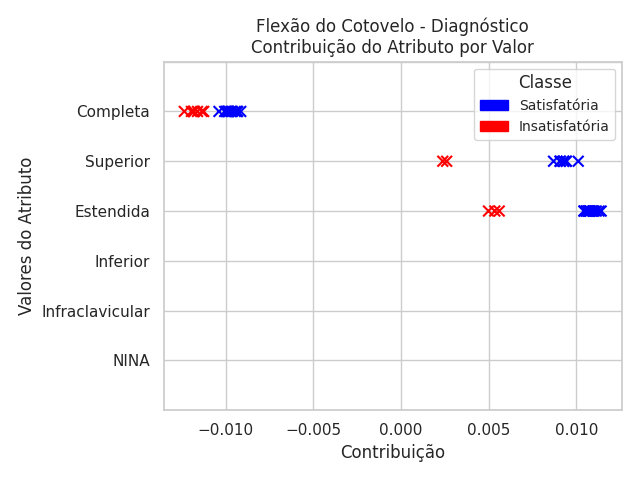 Flexão do Cotovelo - Diagnóstico
Contribuição do Atributo por Valor
Classe
Satisfatória
Insatisfatória
Valores do Atributo
Completa
Superior
Estendida
Inferior
Infraclavicular
NINA
−0.010 −0.005 0.000 0.005 0.010
Contribuição